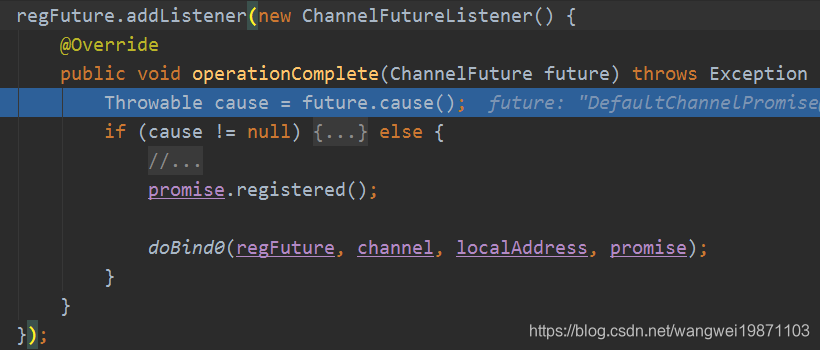 regFuture.addListener(new ChannelFutureListener() {
@Override
public void operationComplete(ChannelFuture future) throws Exception
Throwable cause = future.cause(); future: "DefaultChannelPromise
if (cause != null) {...} else {
//...
promise.registered();
doBind0(regFuture, channel, localAddress, promise);
}
}
});
https://blog.csdn.net/wangwei19871103